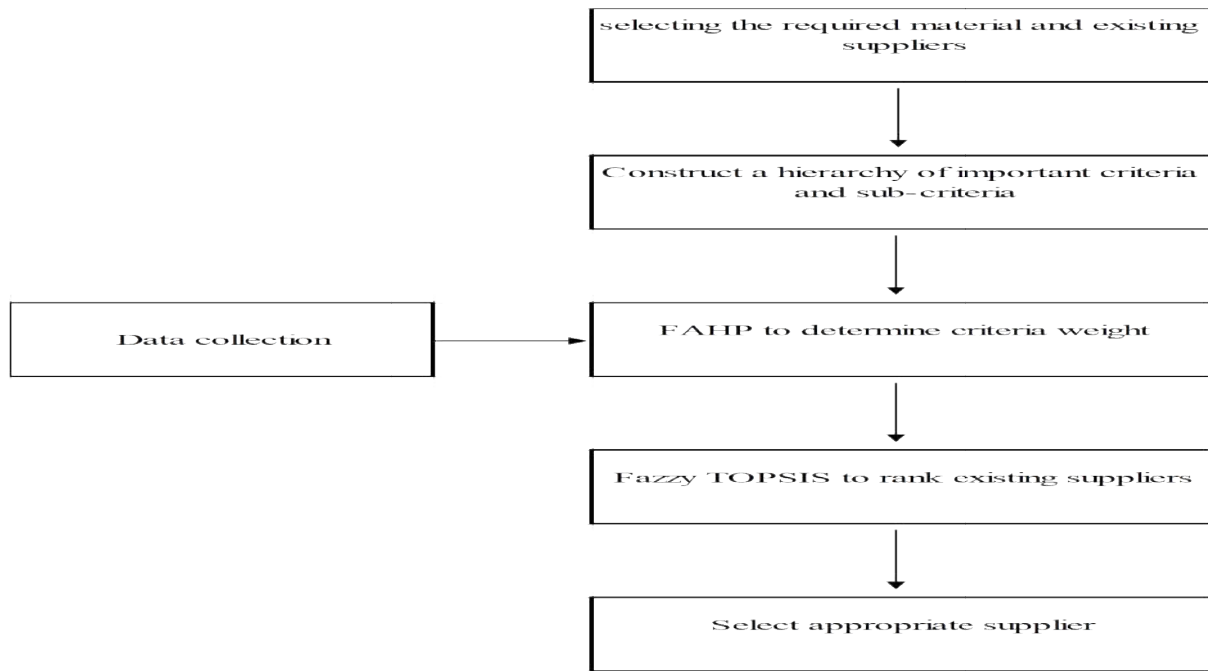 selecting the required material and existing
suppliers
Construct a hierarchy of important criteria
and sub-criteria
Data collection
FAHP to determine criteria weight
Fazzy TOPSIS to rank existing suppliers
Select appropriate supplier